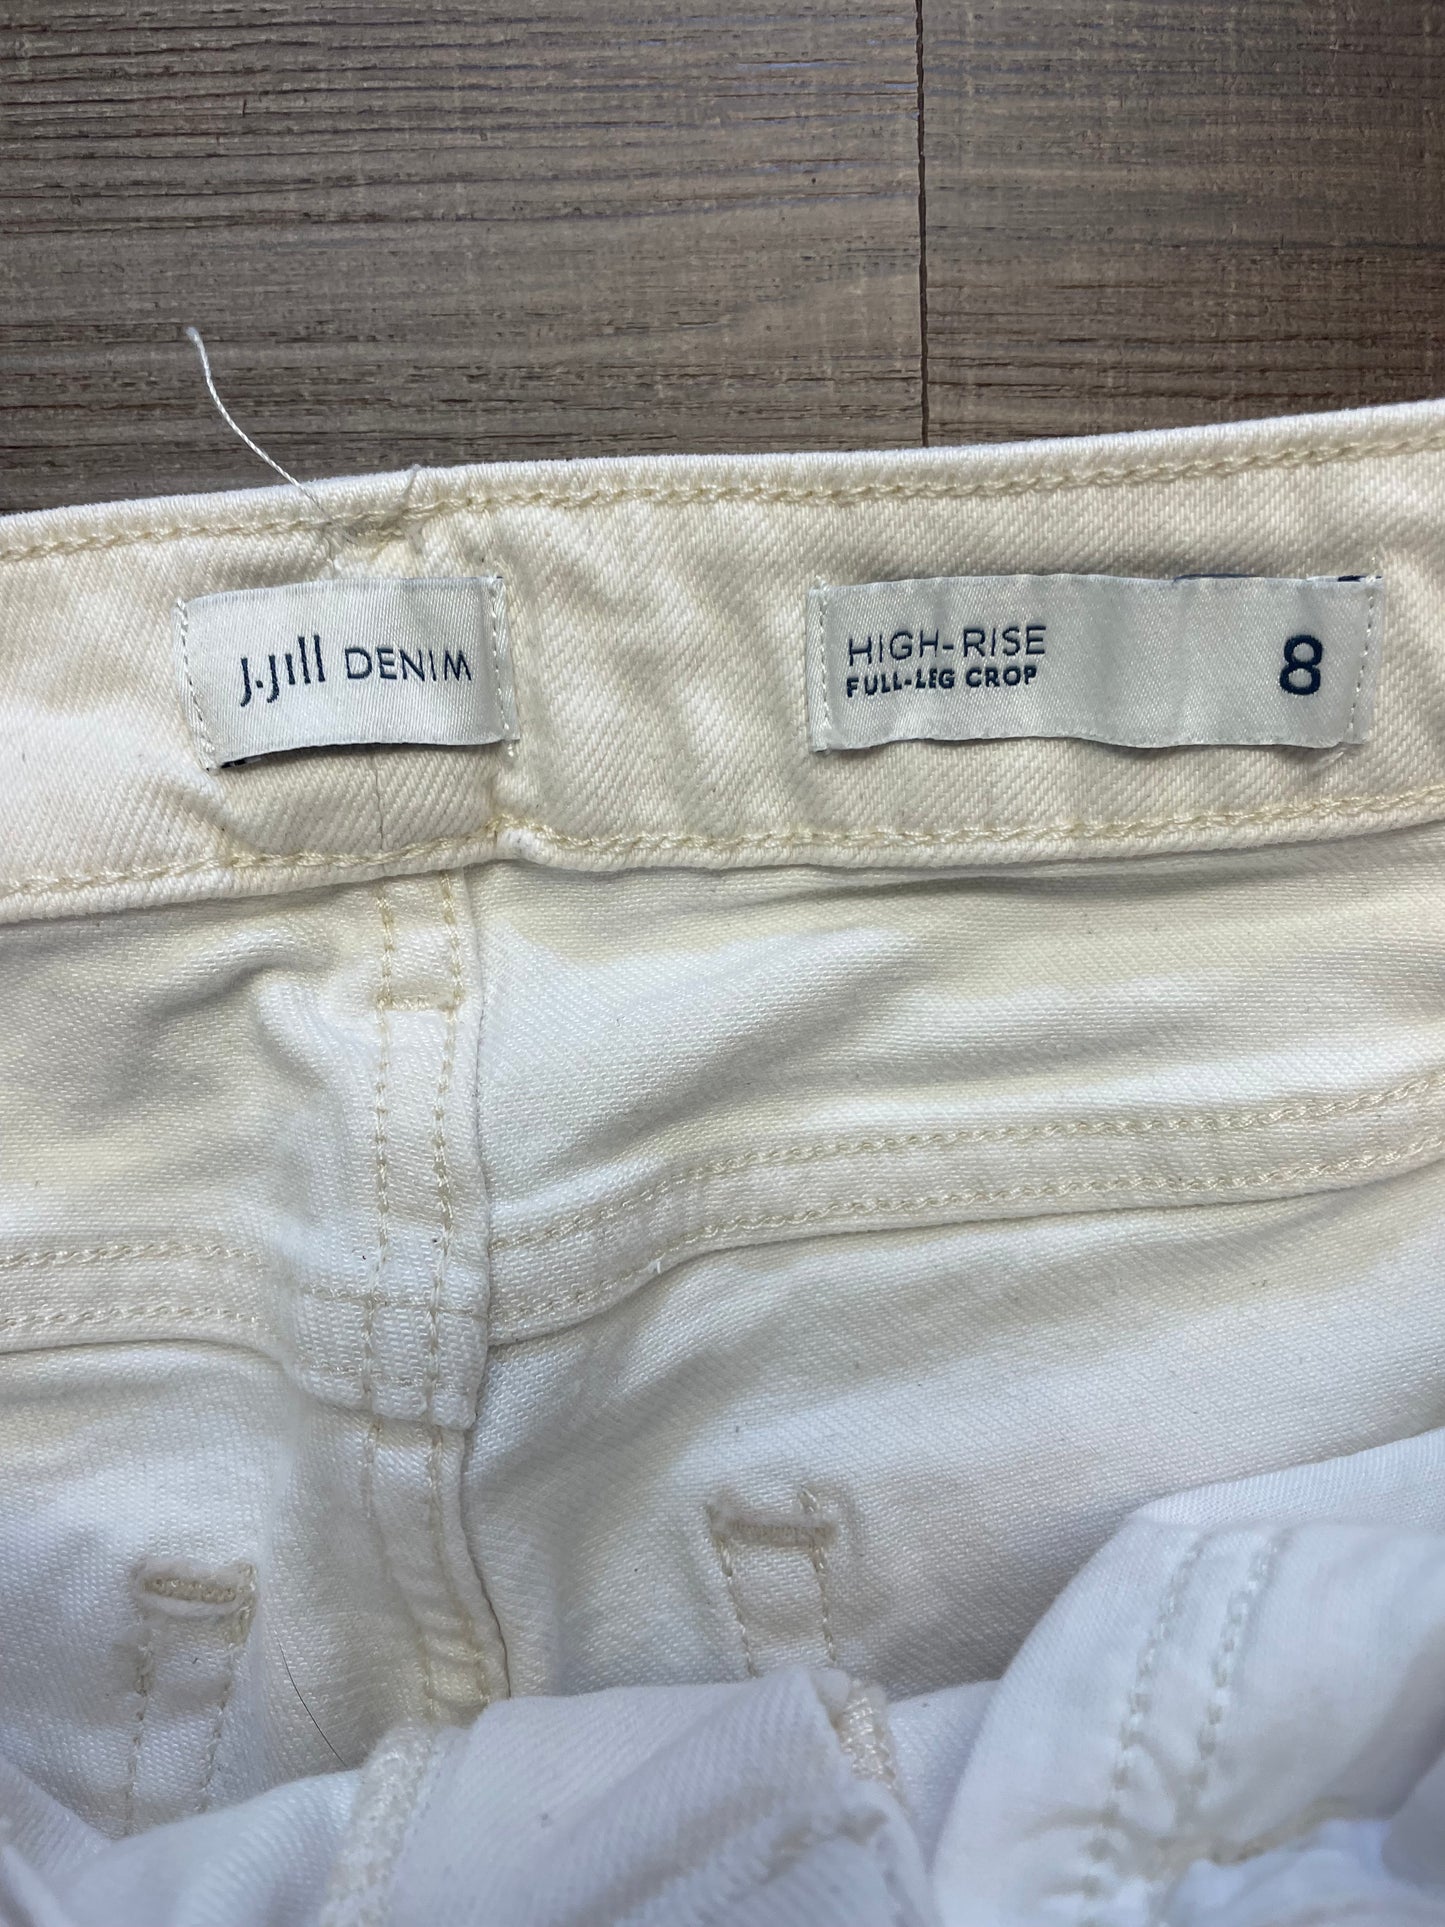 J.Jill DENIM
HIGH-RISE
FULL-LEG CROP
8